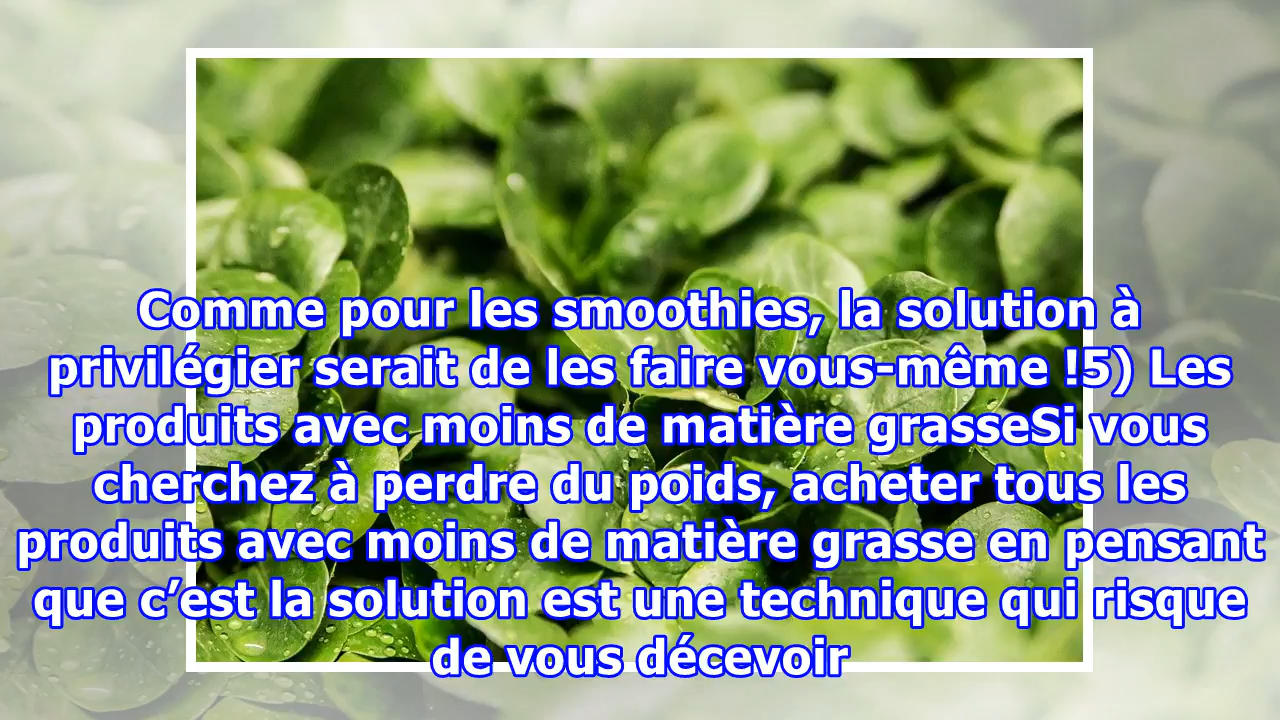 Comme pour les smoothies, la solution à
privilégier serait de les faire vous-même !5) Les
produits avec moins de matière grasseSi vous
cherchez à perdre du poids, acheter tous les
produits avec moins de matière grasse en pensant
que c’est la solution est une technique qui risque
de vous décevoir